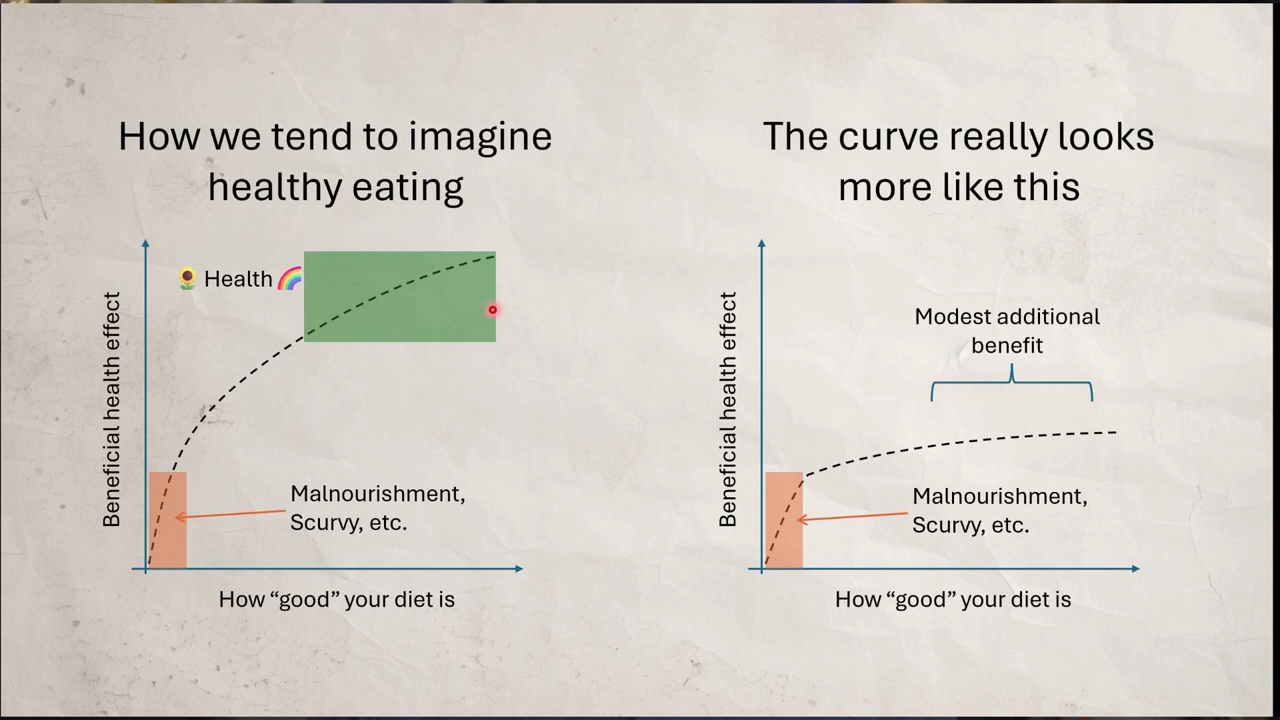 How we tend to imagine
healthy eating
🌻 Health 🌈
Beneficial health effect
Malnourishment,
Scurvy, etc.
How “good” your diet is
The curve really looks
more like this
Modest additional
benefit
Beneficial health effect
Malnourishment,
Scurvy, etc.
How “good” your diet is